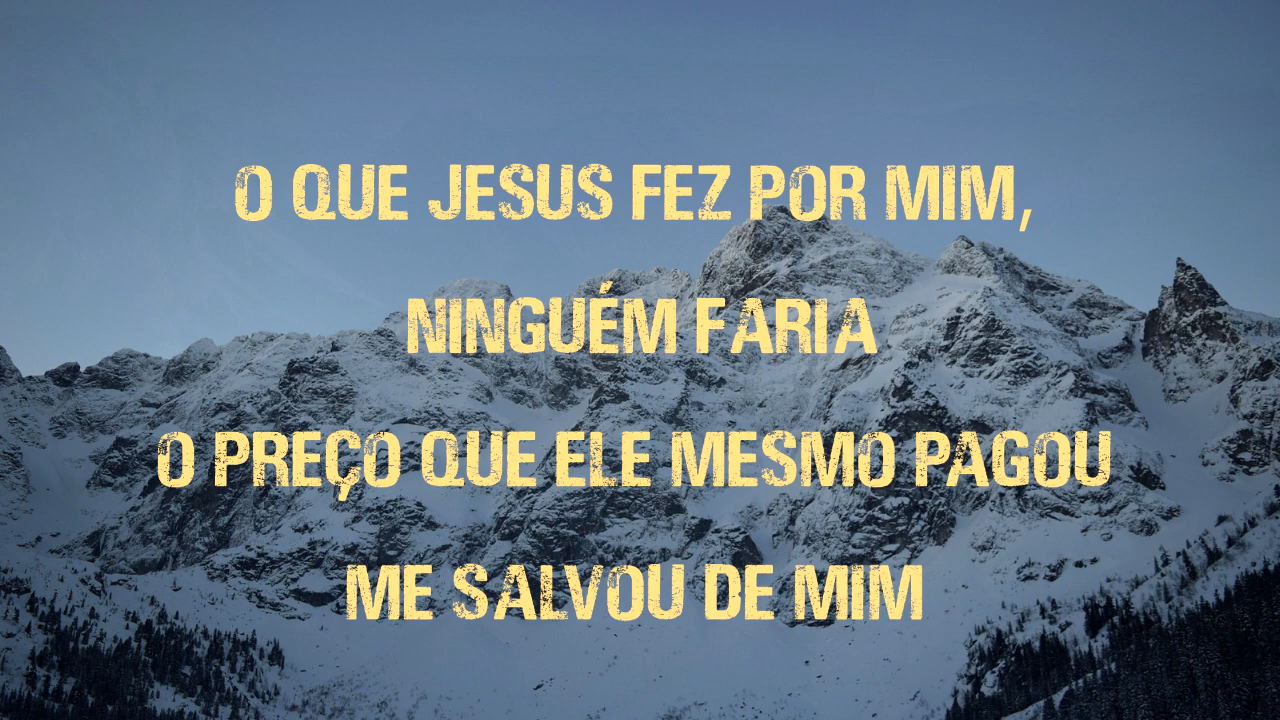 O QUE JESUS FEZ POR MIM,
NINGUÉM FARIA
O PREÇO QUE ELE MESMO PAGOU
ME SALVOU DE MIM